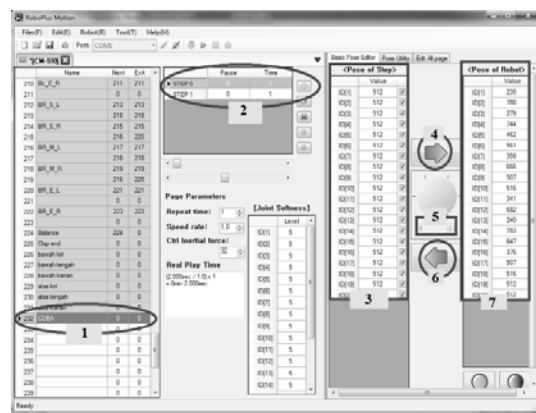 RoboPlus Motion
File(F) Edit(E) Robot(R) Tool(T) Help(H)
Port: COM5
*[CM-510]
Name Next Exit
210 BL_E_R 211 211
211 0 0
212 BR_S_L 213 213
213 218 218
214 BR_S_R 215 215
215 216 220
216 BR_M_L 217 217
217 218 218
218 BR_M_R 219 219
219 216 220
220 BR_E_L 221 221
221 0 0
222 BR_E_R 223 223
223 0 0
224 Balance 224 0
225 Clap end 0 0
226 bawah kiri 0 0
227 bawah tengah 0 0
228 bawah kanan 0 0
229 atas kiri 0 0
230 atas tengah 0 0
232 COBA 0 0
1
234 0 0
235 0 0
236 0 0
237 0 0
238 0 0
239 0 0
Pause Time
STEP 0
STEP 1 0 1
2
Page Parameters
Repeat time: 1
Speed rate: 1.0
Ctrl Inertial force:
32
Real Play Time
(2.000sec / 1.0) x 1
= 0min 2.000sec
[Joint Softness]
Level
ID[1] 5
ID[2] 5
ID[3] 5
ID[4] 5
ID[5] 5
ID[6] 5
ID[7] 5
ID[8] 5
ID[9] 5
ID[10] 5
ID[11] 5
ID[12] 5
ID[13] 5
ID[14] 5
Basic Pose Editor Pose Utility Edit All page
<Pose of Step>
Value
ID[1] 512
ID[2] 512
ID[3] 512
ID[4] 512
ID[5] 512
ID[6] 512
ID[7] 512
ID[8] 512
ID[9] 512
ID[10] 512
ID[11] 512
ID[12] 512
ID[13] 512
ID[14] 512
ID[15] 512
ID[16] 512
ID[17] 512
ID[18] 512
512
3
4
5
6
<Pose of Robot>
Value
ID[1] 235
ID[2] 788
ID[3] 279
ID[4] 744
ID[5] 462
ID[6] 561
ID[7] 358
ID[8] 666
ID[9] 507
ID[10] 516
ID[11] 341
ID[12] 682
ID[13] 240
ID[14] 783
ID[15] 647
ID[16] 376
ID[17] 507
ID[18] 516
ID[19] 512
512
7
Ready